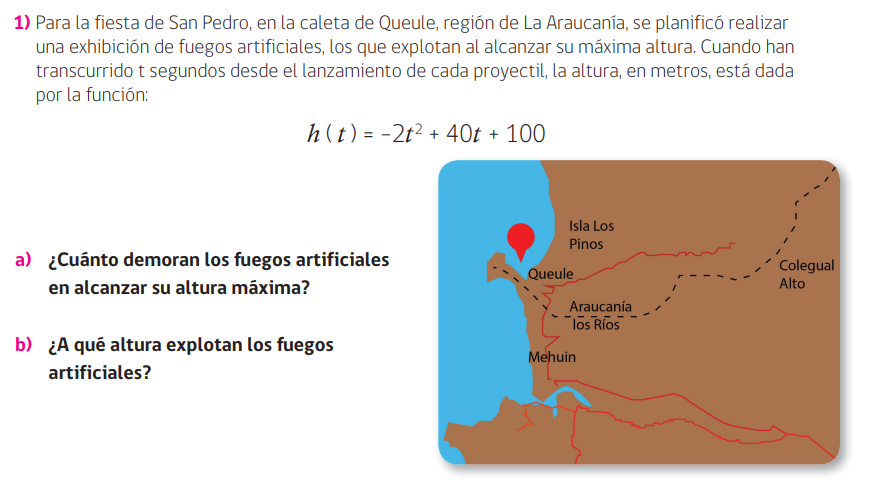 1) Para la fiesta de San Pedro, en la caleta de Queule, región de La Araucanía, se planificó realizar
una exhibición de fuegos artificiales, los que explotan al alcanzar su máxima altura. Cuando han
transcurrido t segundos desde el lanzamiento de cada proyectil, la altura, en metros, está dada
por la función:
h ( t ) = –2t² + 40t + 100
a) ¿Cuánto demoran los fuegos artificiales
en alcanzar su altura máxima?
b) ¿A qué altura explotan los fuegos
artificiales?
Isla Los
Pinos
Queule
Colegual
Alto
Araucanía
los Ríos
Mehuin